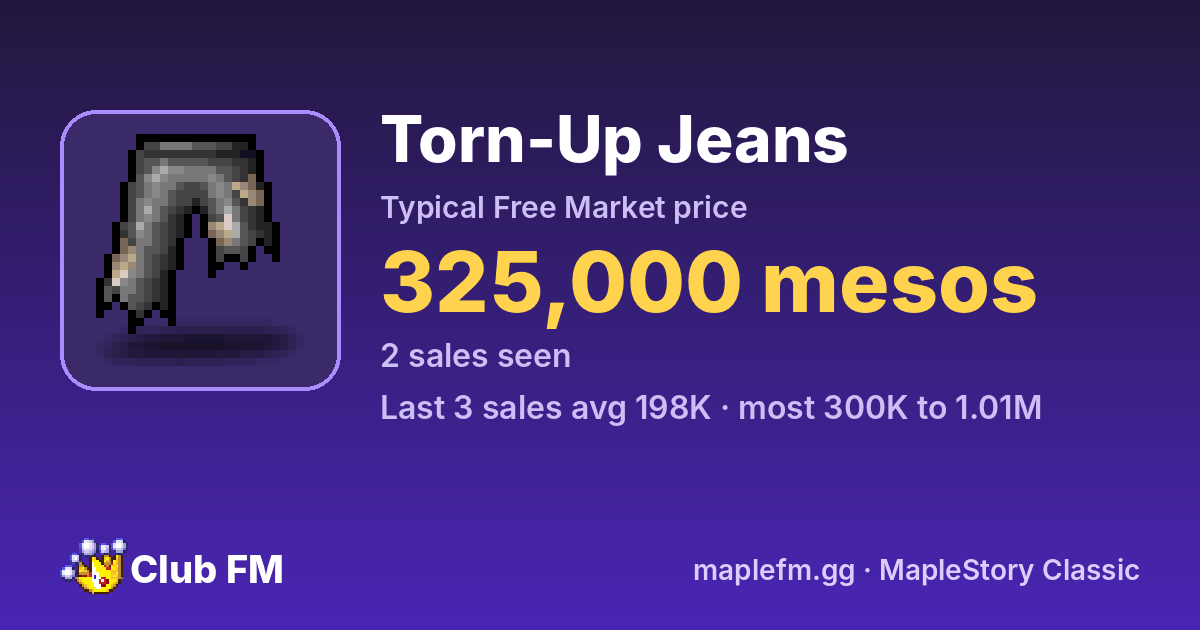 Torn-Up Jeans
Typical Free Market price
325,000 mesos
2 sales seen
Last 3 sales avg 198K · most 300K to 1.01M
Club FM
maplefm.gg · MapleStory Classic